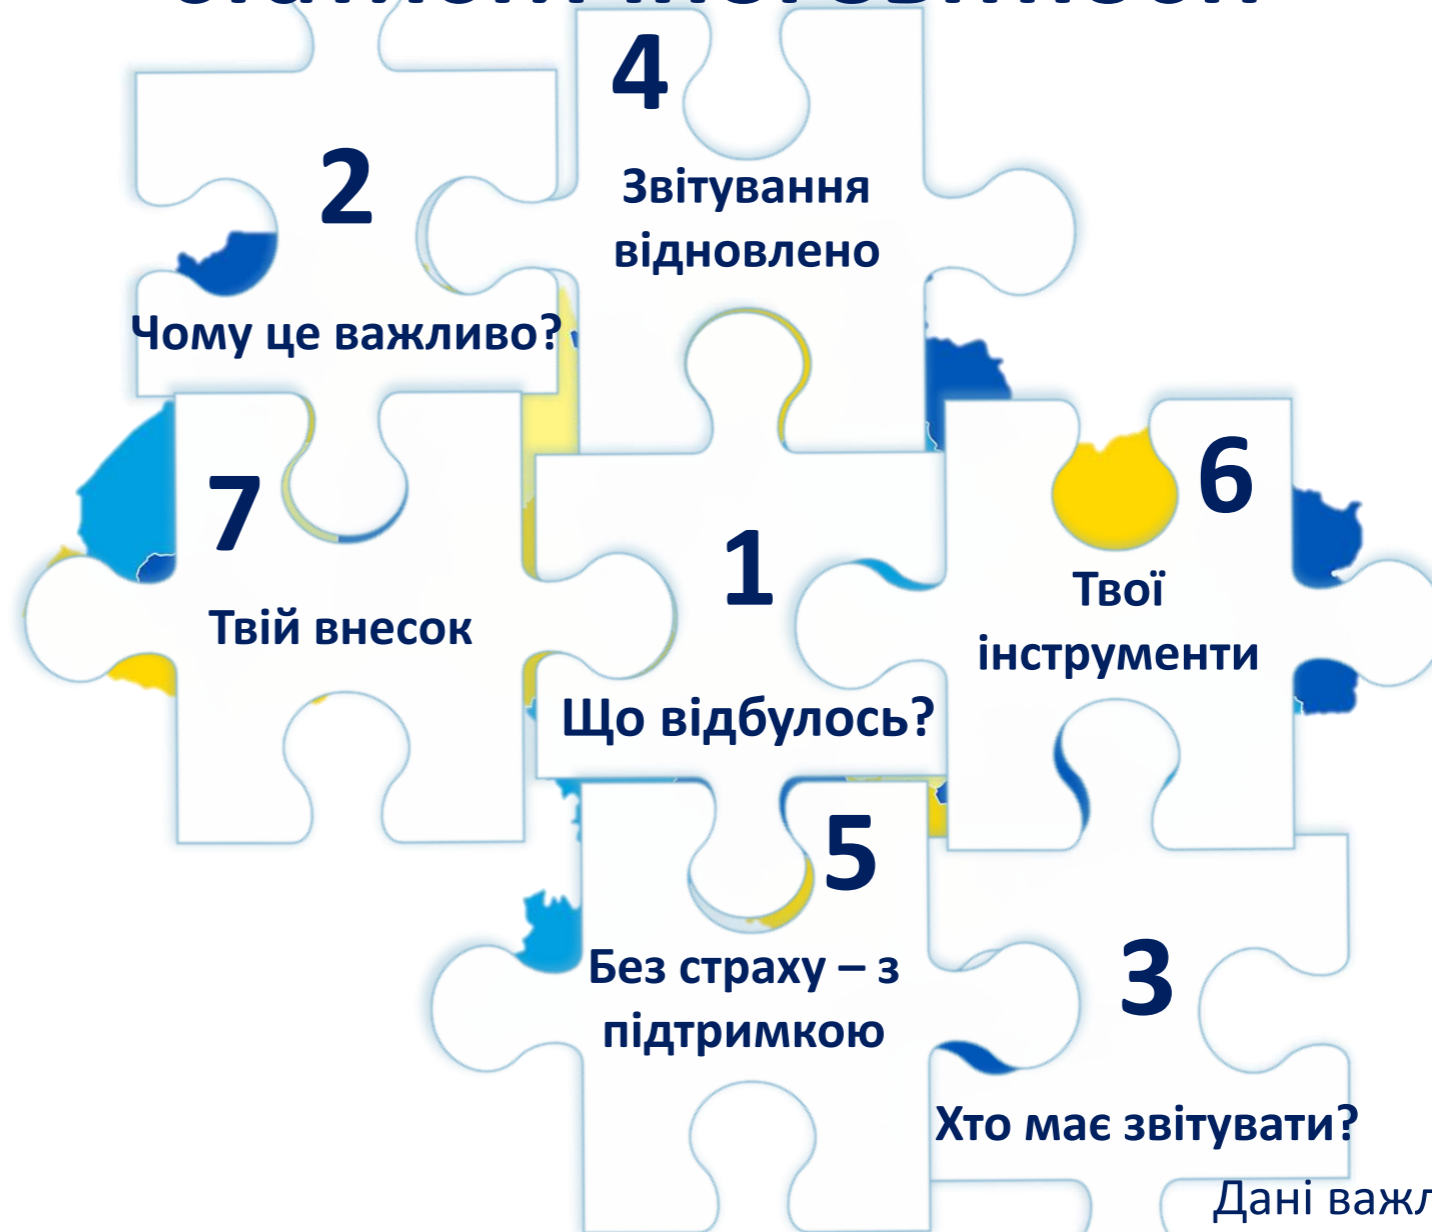 4
Звітування
відновлено
2
Чому це важливо?
7
Твій внесок
1
Що відбулось?
6
Твої
інструменти
5
Без страху – з
підтримкою
3
Хто має звітувати?
Дані